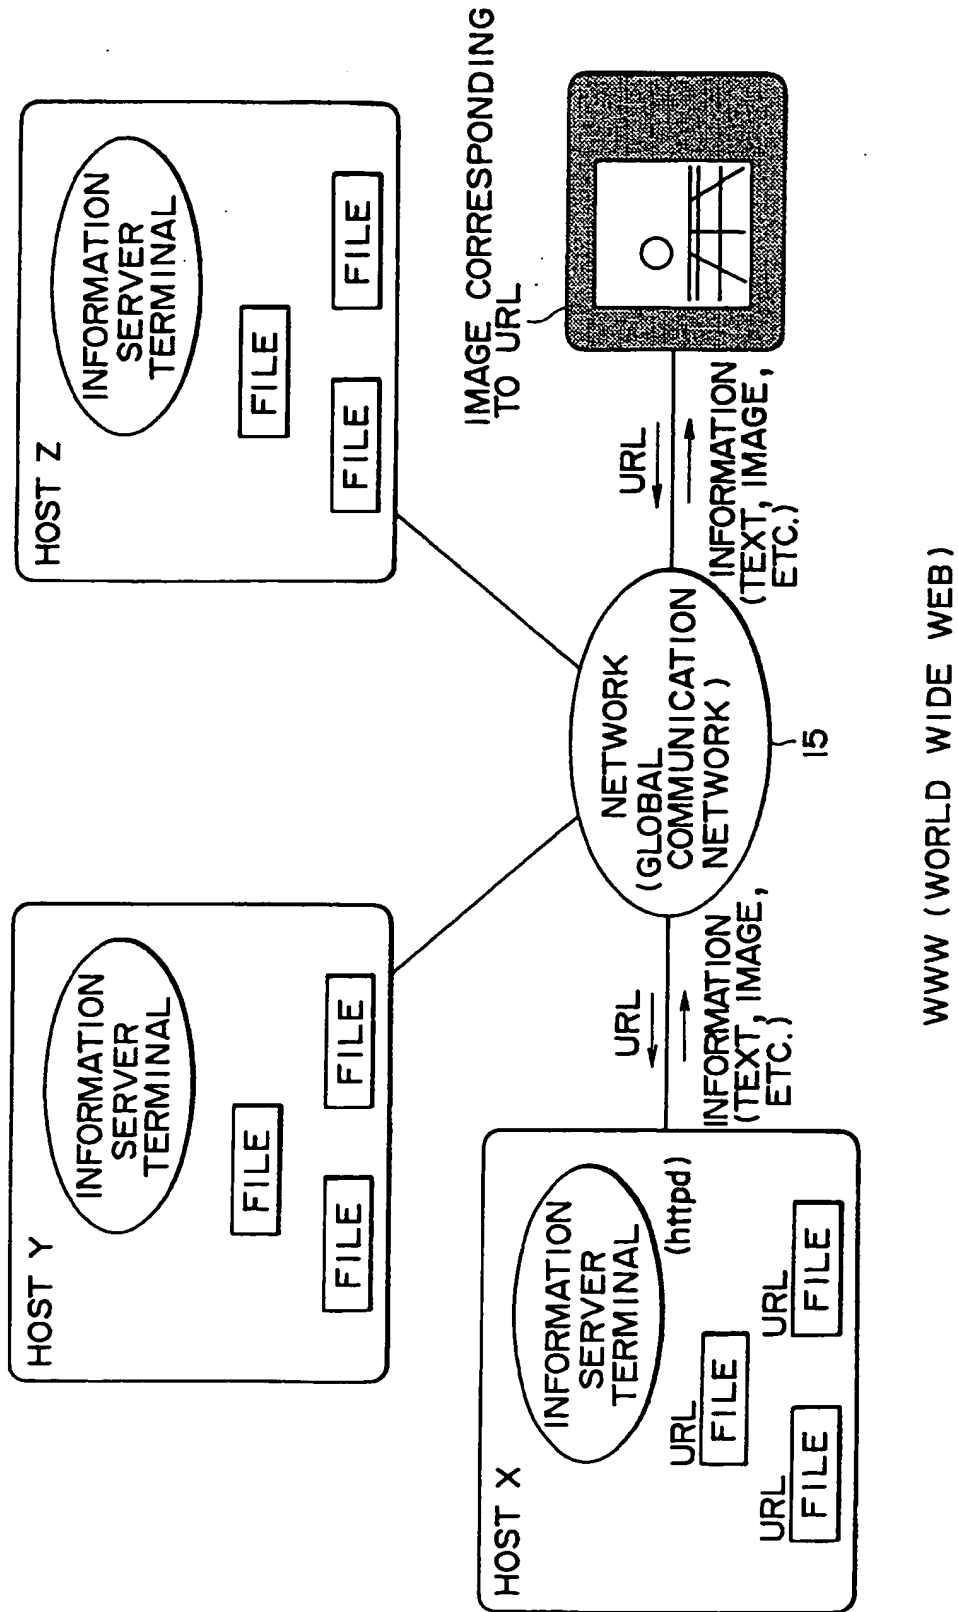 HOST Y
INFORMATION
SERVER
TERMINAL
FILE
FILE
FILE
HOST Z
INFORMATION
SERVER
TERMINAL
FILE
FILE
FILE
HOST X
INFORMATION
SERVER
TERMINAL
(httpd)
URL
FILE
URL
FILE
URL
FILE
URL
INFORMATION
(TEXT, IMAGE,
ETC.)
NETWORK
(GLOBAL
COMMUNICATION
NETWORK)
15
URL
INFORMATION
(TEXT, IMAGE,
ETC.)
IMAGE CORRESPONDING
TO URL
WWW (WORLD WIDE WEB)